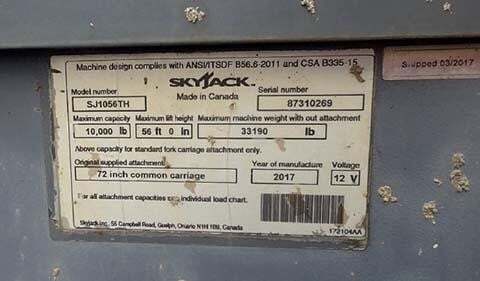 Machine design complies with ANSI/ITSDF B56.6-2011 and CSA B335-15
Shipped 03/2017
SKYJACK
Made in Canada
Model number
Serial number
SJ1056TH
87310269
Maximum capacity Maximum lift height Maximum machine weight with out attachment
10,000 lb 56 ft 0 in 33190 lb
Above capacity for standard fork carriage attachment only.
Original supplied attachment Year of manufacture Voltage
72 inch common carriage 2017 12 V
For all attachment capacities individual load chart.
Skyjack Inc. 55 Campbell Road, Guelph, Ontario N1H 1B9, Canada
172104AA